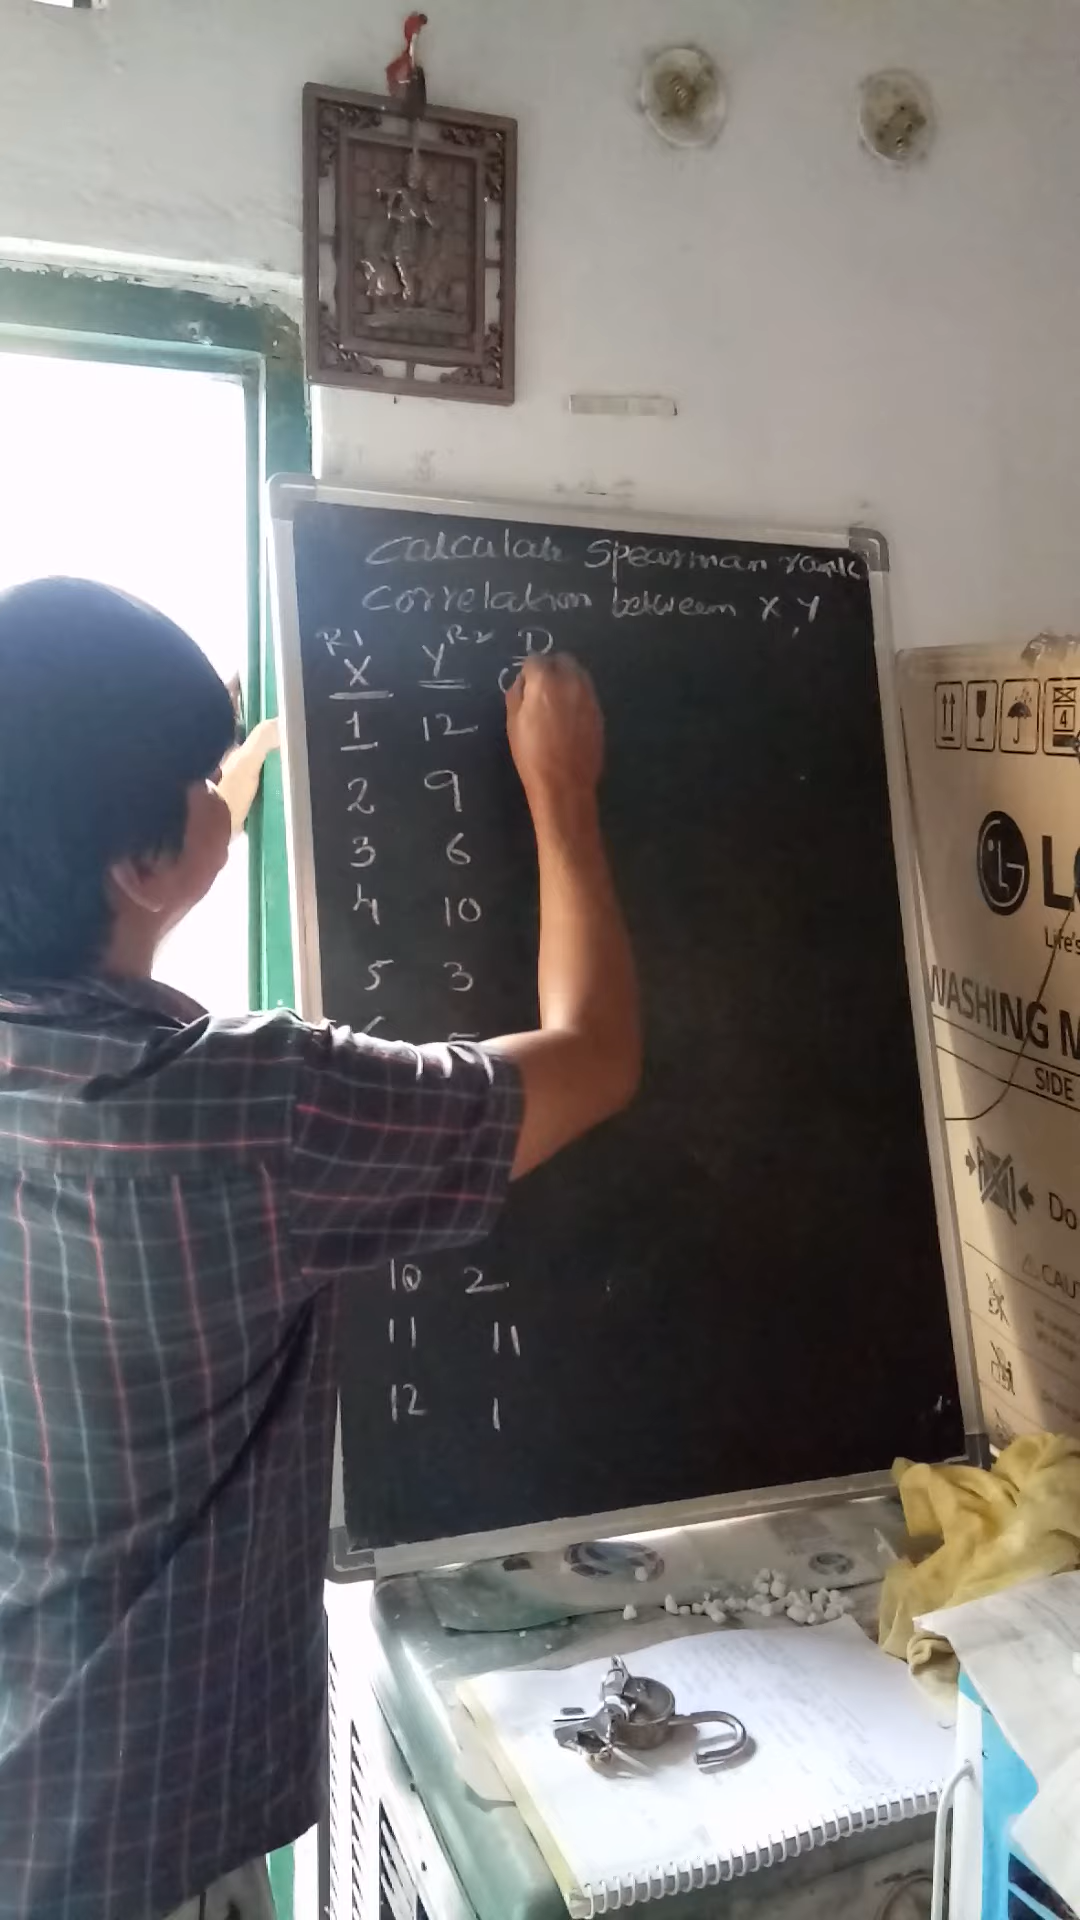 Calculate Spearman rank
correlation between X, Y
R1 R2 D
X Y
1 12
2 9
3 6
4 10
5 3
10 2
11 11
12 1
4
LG
Life's
WASHING M
SIDE
Do
CAU